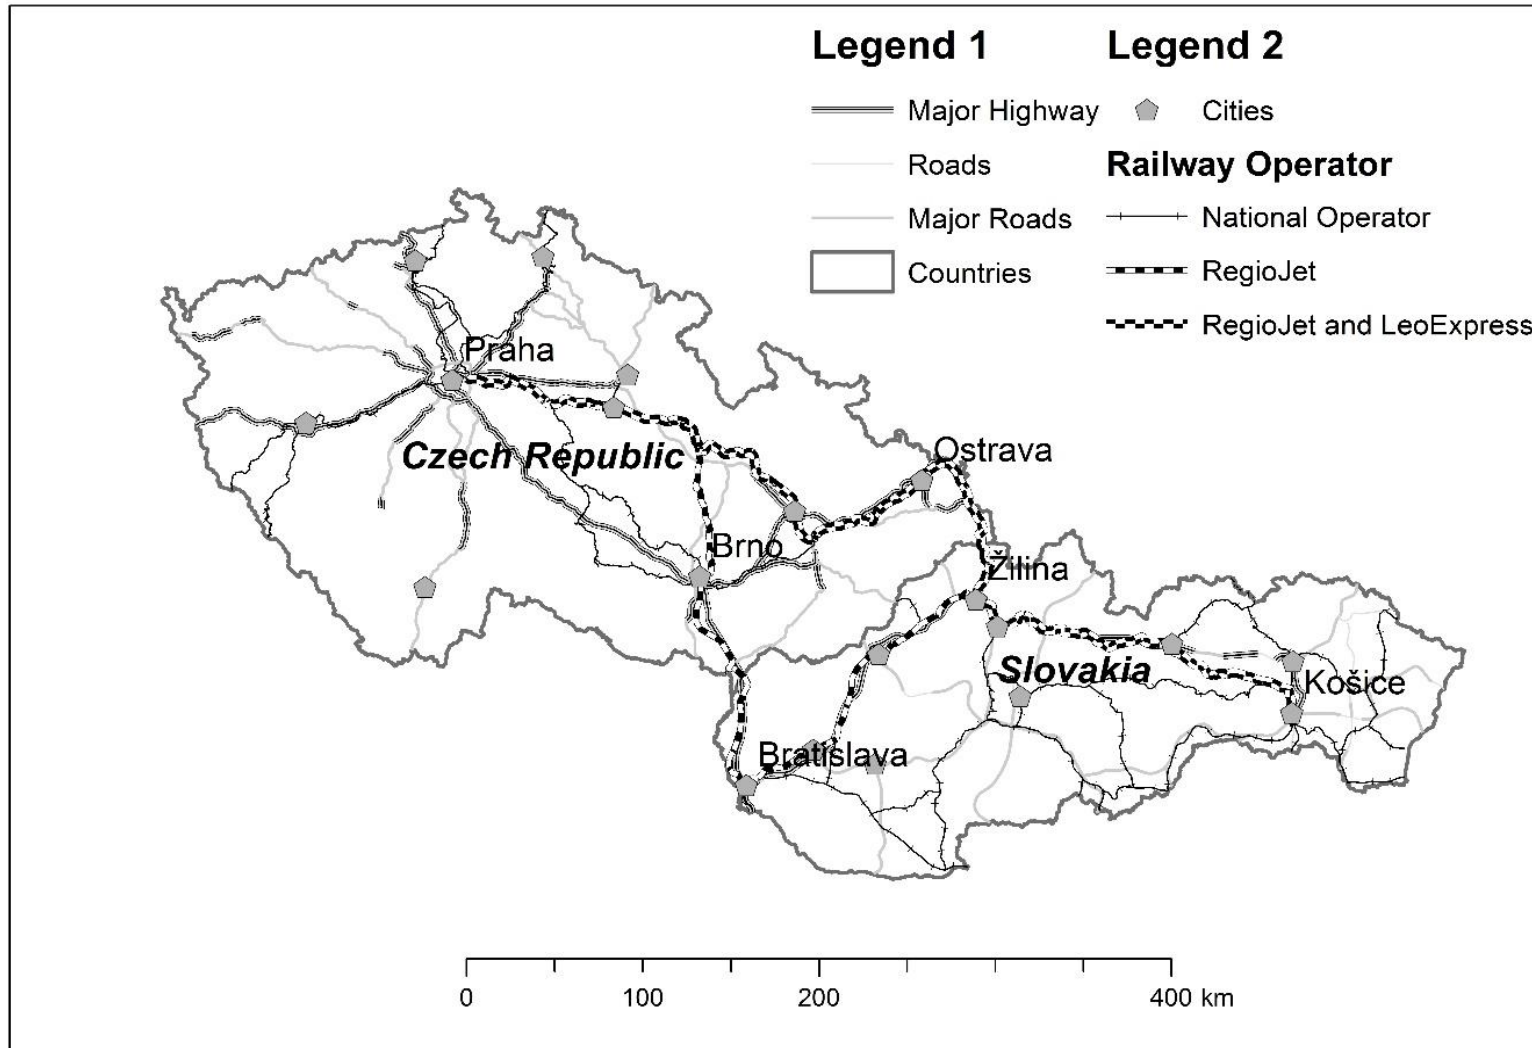 Legend 1
Legend 2
Major Highway
Cities
Roads
Railway Operator
Major Roads
National Operator
Countries
RegioJet
RegioJet and LeoExpress
Praha
Czech Republic
Ostrava
Brno
Žilina
Slovakia
Košice
Bratislava
0
100
200
400 km